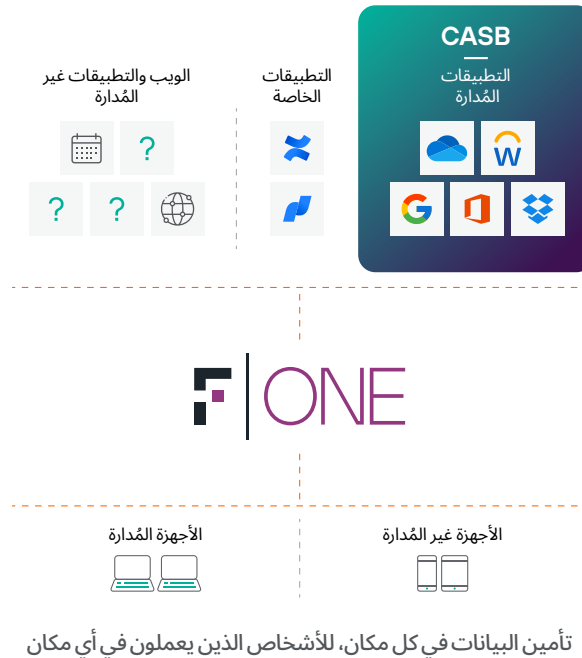 CASB
التطبيقات
المُدارة
التطبيقات
الخاصة
الويب والتطبيقات غير
المُدارة
? 
? ?
F|ONE
الأجهزة غير المُدارة
الأجهزة المُدارة
تأمين البيانات في كل مكان، للأشخاص الذين يعملون في أي مكان